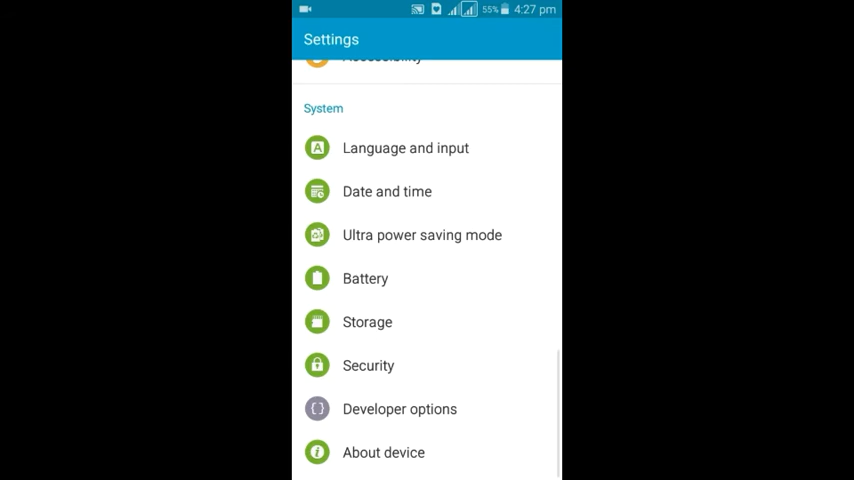 55% 4:27 pm
Settings
Accessibility
System
Language and input
Date and time
Ultra power saving mode
Battery
Storage
Security
Developer options
About device